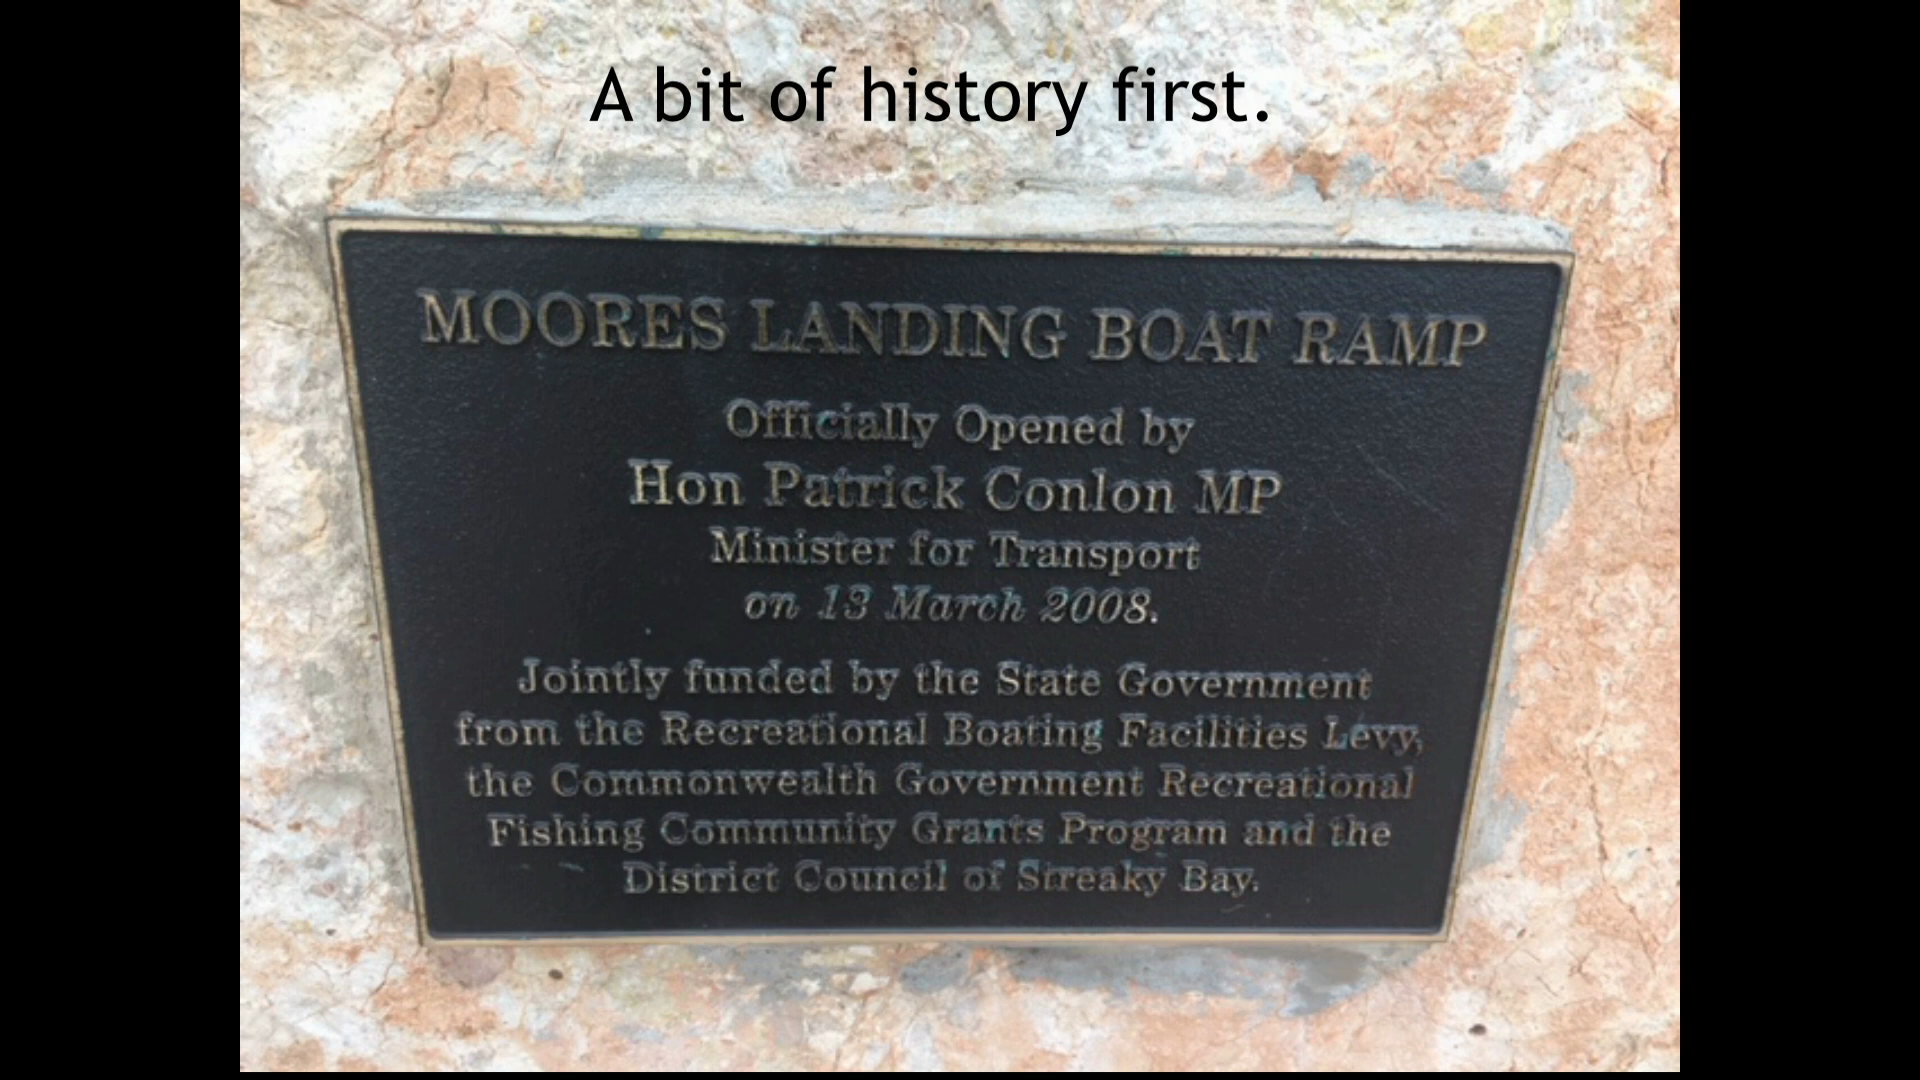 A bit of history first.
MOORES LANDING BOAT RAMP
Officially Opened by
Hon Patrick Conlon MP
Minister for Transport
on 13 March 2008.
Jointly funded by the State Government
from the Recreational Boating Facilities Levy,
the Commonwealth Government Recreational
Fishing Community Grants Program and the
District Council of Streaky Bay.